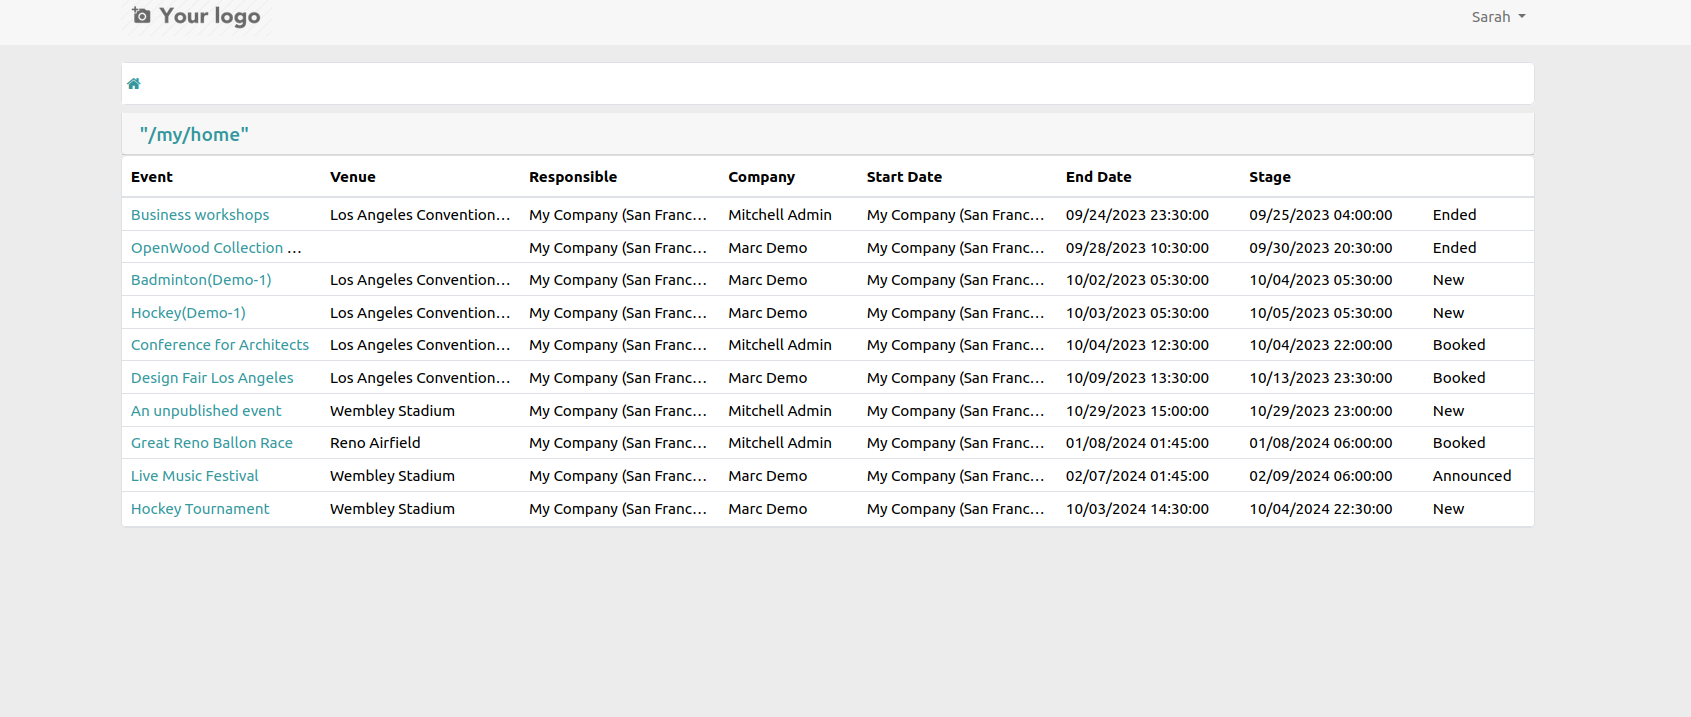 Your logo
Sarah
"/my/home"
Event Venue Responsible Company Start Date End Date Stage
Business workshops Los Angeles Convention... My Company (San Franc... Mitchell Admin My Company (San Franc... 09/24/2023 23:30:00 09/25/2023 04:00:00 Ended
OpenWood Collection ... My Company (San Franc... Marc Demo My Company (San Franc... 09/28/2023 10:30:00 09/30/2023 20:30:00 Ended
Badminton(Demo-1) Los Angeles Convention... My Company (San Franc... Marc Demo My Company (San Franc... 10/02/2023 05:30:00 10/04/2023 05:30:00 New
Hockey(Demo-1) Los Angeles Convention... My Company (San Franc... Marc Demo My Company (San Franc... 10/03/2023 05:30:00 10/05/2023 05:30:00 New
Conference for Architects Los Angeles Convention... My Company (San Franc... Mitchell Admin My Company (San Franc... 10/04/2023 12:30:00 10/04/2023 22:00:00 Booked
Design Fair Los Angeles Los Angeles Convention... My Company (San Franc... Marc Demo My Company (San Franc... 10/09/2023 13:30:00 10/13/2023 23:30:00 Booked
An unpublished event Wembley Stadium My Company (San Franc... Mitchell Admin My Company (San Franc... 10/29/2023 15:00:00 10/29/2023 23:00:00 New
Great Reno Ballon Race Reno Airfield My Company (San Franc... Mitchell Admin My Company (San Franc... 01/08/2024 01:45:00 01/08/2024 06:00:00 Booked
Live Music Festival Wembley Stadium My Company (San Franc... Marc Demo My Company (San Franc... 02/07/2024 01:45:00 02/09/2024 06:00:00 Announced
Hockey Tournament Wembley Stadium My Company (San Franc... Marc Demo My Company (San Franc... 10/03/2024 14:30:00 10/04/2024 22:30:00 New